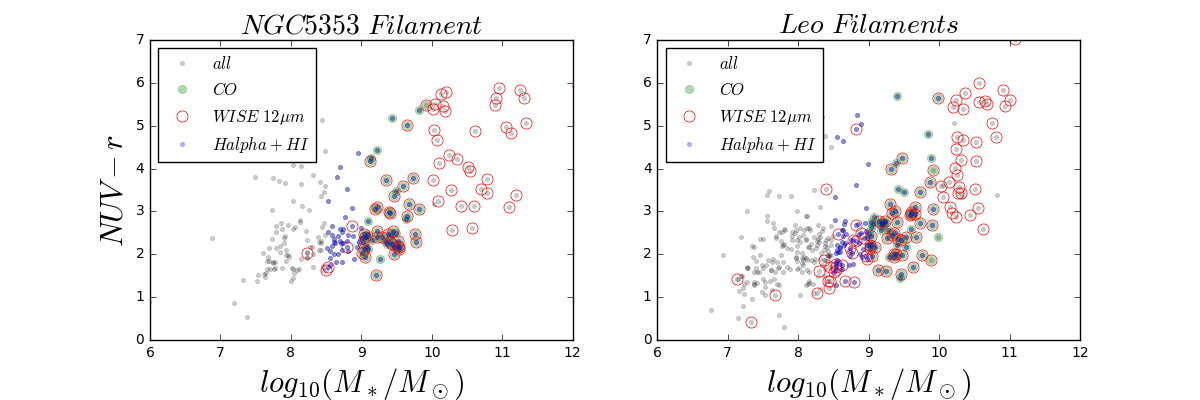 NGC5353 Filament
7
6
5
4
3
2
1
0
all
CO
WISE 12μm
Halpha + HI
NUV − r
6 7 8 9 10 11 12
log10(M*/M⊙)
Leo Filaments
7
6
5
4
3
2
1
0
all
CO
WISE 12μm
Halpha + HI
6 7 8 9 10 11 12
log10(M*/M⊙)